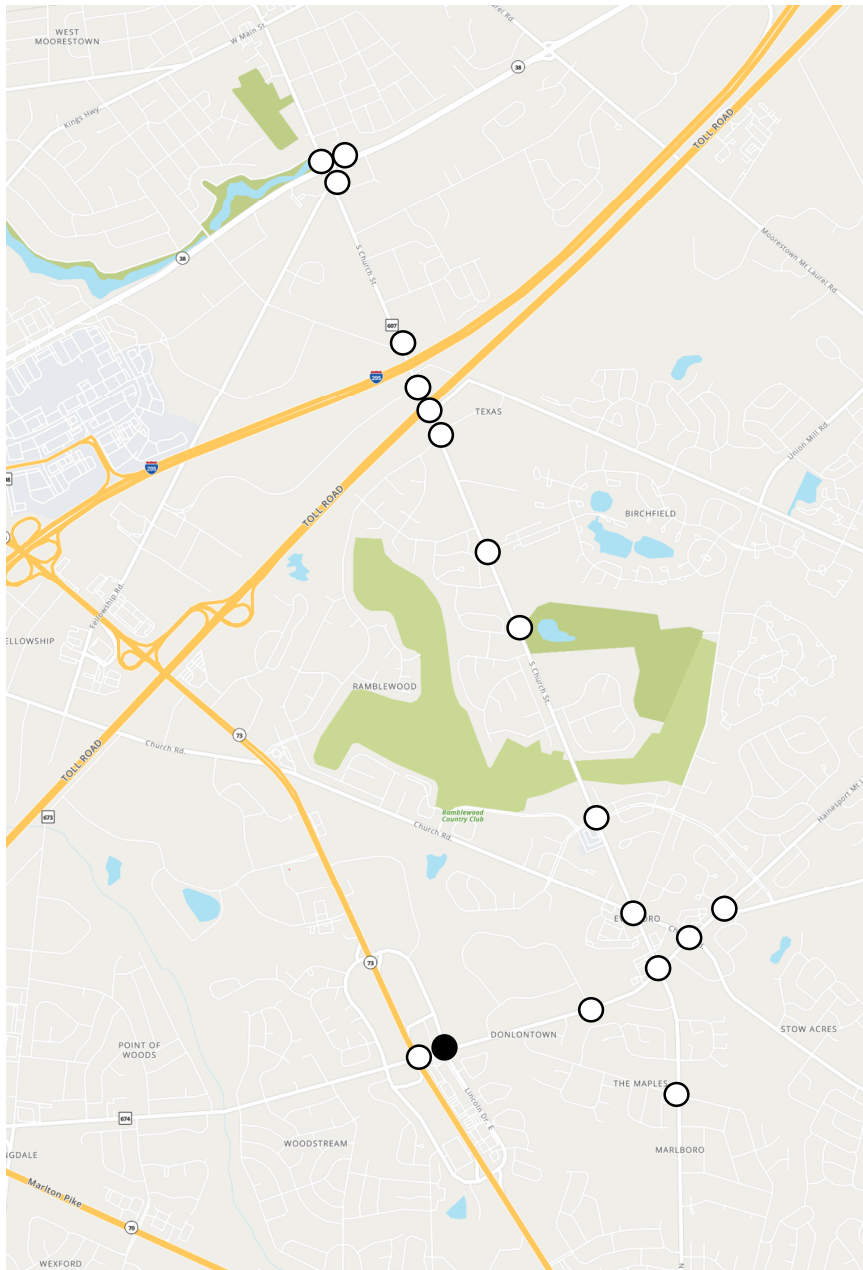 WEST
MOORESTOWN
W Main St.
38
Kings Hwy.
TOLL ROAD
Moorestown Mt Laurel Rd.
38
S Church St
607
295
TEXAS
Union Mill Rd.
295
TOLL ROAD
BIRCHFIELD
Fellowship Rd.
ELLOWSHIP
RAMBLEWOOD
S Church St.
73
Church Rd.
TOLL ROAD
673
Ramblewood
Country Club
Church Rd.
Hainesport Mt L
73
DONLONTOWN
STOW ACRES
POINT OF
WOODS
THE MAPLES
Lincoln Dr. E
674
WOODSTREAM
MARLBORO
NGDALE
Marlton Pike
70
WEXFORD
N